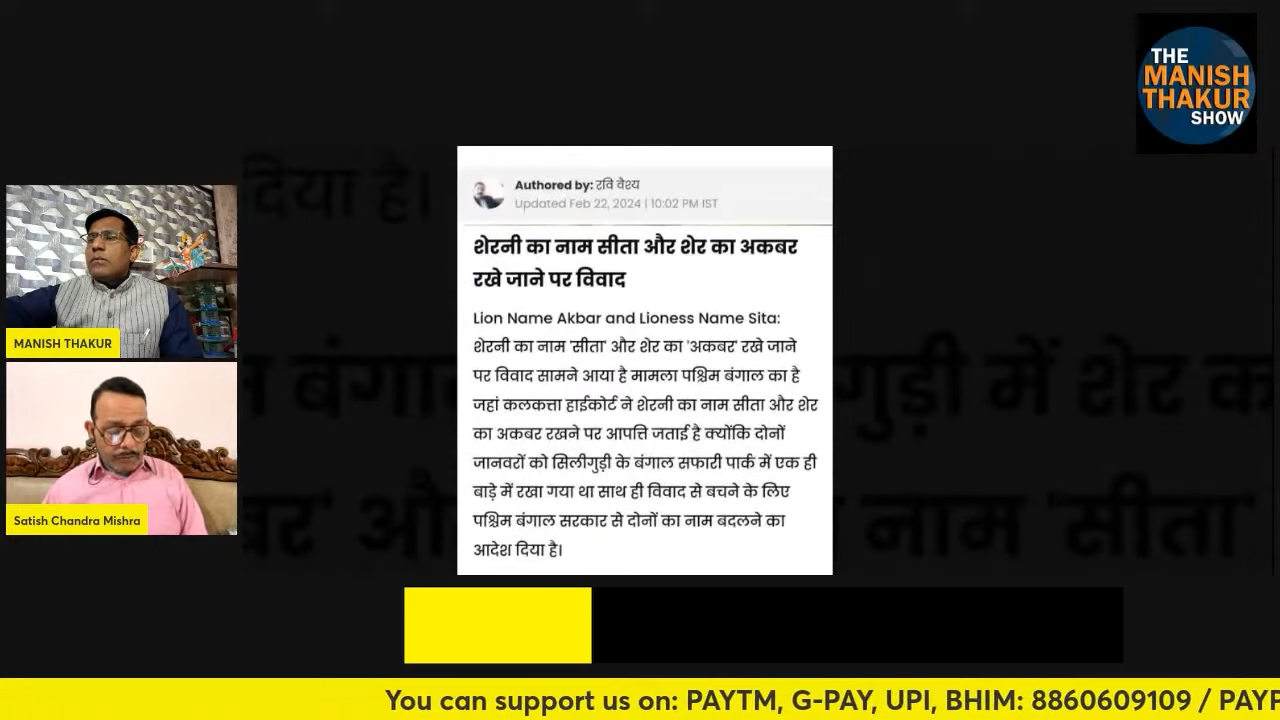 THE
MANISH
THAKUR
SHOW
Authored by: रवि वैश्य
Updated Feb 22, 2024 | 10:02 PM IST
शेरनी का नाम सीता और शेर का अकबर
रखे जाने पर विवाद
Lion Name Akbar and Lioness Name Sita:
शेरनी का नाम 'सीता' और शेर का 'अकबर' रखे जाने
पर विवाद सामने आया है मामला पश्चिम बंगाल का है
जहां कलकत्ता हाईकोर्ट ने शेरनी का नाम सीता और शेर
का अकबर रखने पर आपत्ति जताई है क्योंकि दोनों
जानवरों को सिलीगुड़ी के बंगाल सफारी पार्क में एक ही
बाड़े में रखा गया था साथ ही विवाद से बचने के लिए
पश्चिम बंगाल सरकार से दोनों का नाम बदलने का
आदेश दिया है।
MANISH THAKUR
Satish Chandra Mishra
You can support us on: PAYTM, G-PAY, UPI, BHIM: 8860609109 /